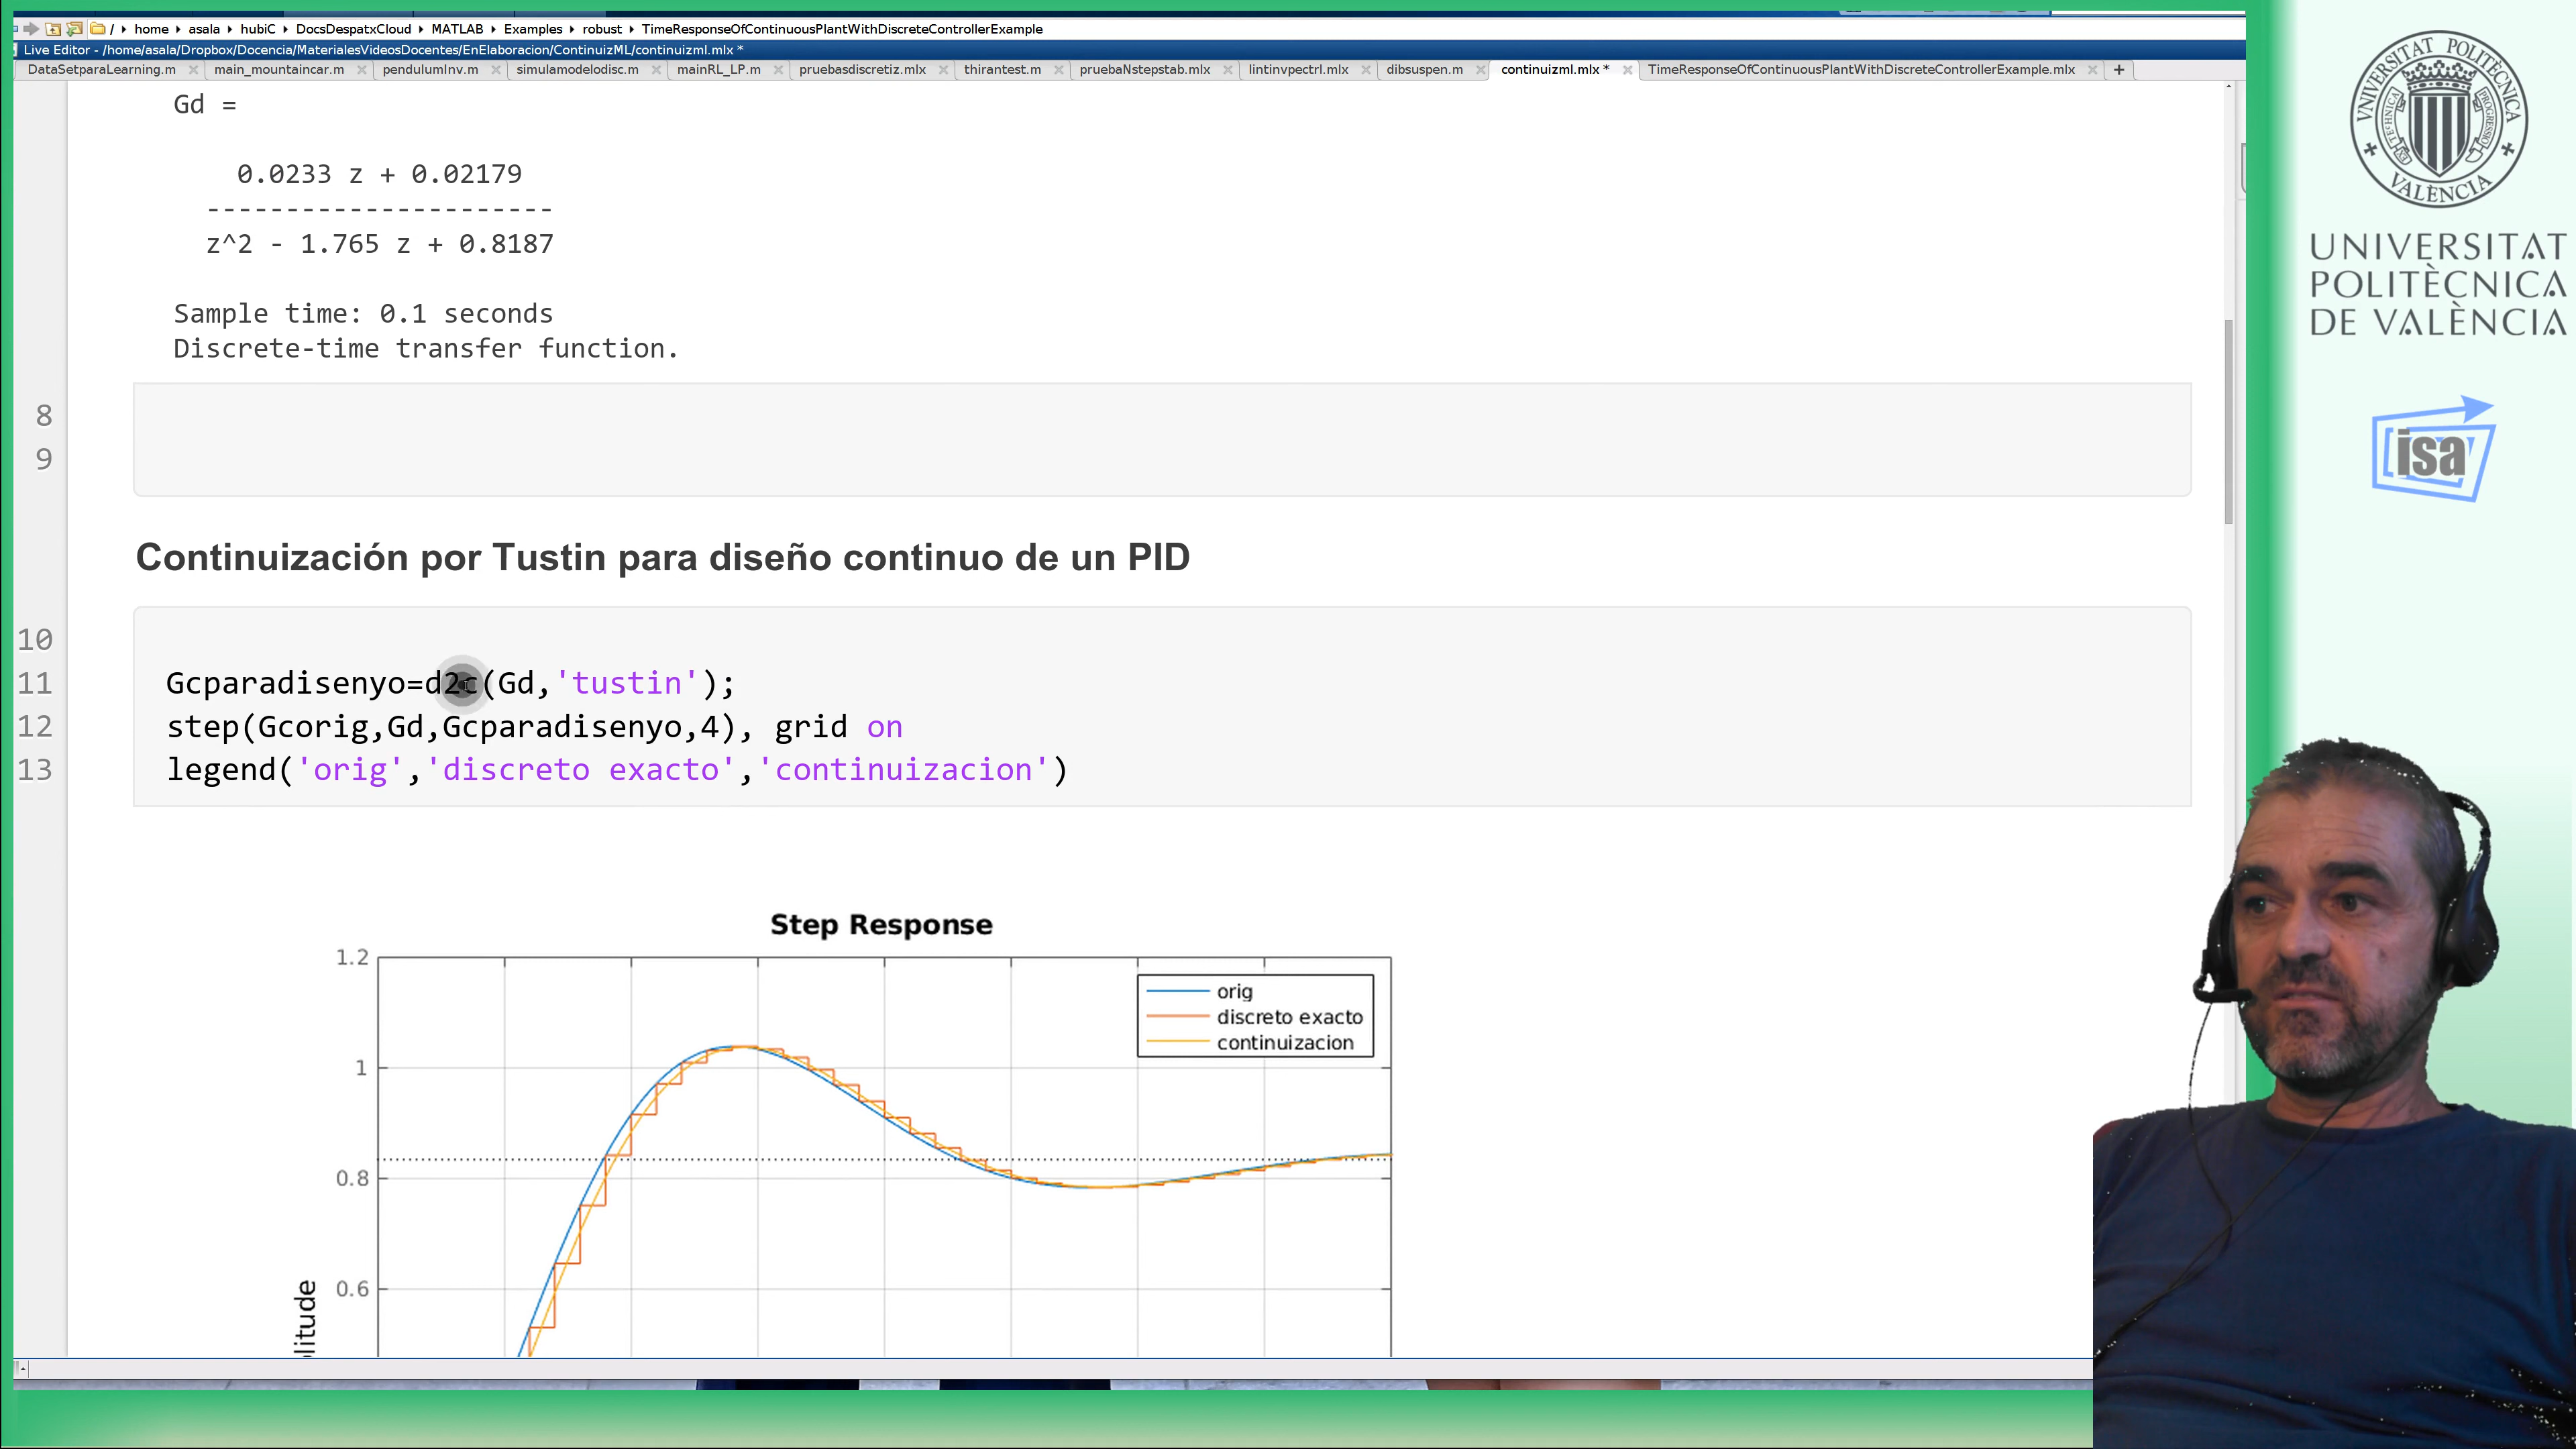 / ▸ home ▸ asala ▸ hubiC ▸ DocsDespatxCloud ▸ MATLAB ▸ Examples ▸ robust ▸ TimeResponseOfContinuousPlantWithDiscreteControllerExample
Live Editor - /home/asala/Dropbox/Docencia/MaterialesVideosDocentes/EnElaboracion/ContinuizML/continuizml.mlx *
DataSetparaLearning.m main_mountaincar.m pendulumInv.m simulamodelodisc.m mainRL_LP.m pruebasdiscretiz.mlx thirantest.m pruebaNstepstab.mlx lintinvpectrl.mlx dibsuspen.m continuizml.mlx * TimeResponseOfContinuousPlantWithDiscreteControllerExample.mlx +
Gd =
0.0233 z + 0.02179
----------------------
z^2 - 1.765 z + 0.8187
Sample time: 0.1 seconds
Discrete-time transfer function.
8
9
Continuización por Tustin para diseño continuo de un PID
10
11 Gcparadisenyo=d2c(Gd,'tustin');
12 step(Gcorig,Gd,Gcparadisenyo,4), grid on
13 legend('orig','discreto exacto','continuizacion')
Step Response
1.2
1
0.8
0.6
orig
discreto exacto
continuizacion
UNIVERSITAT POLITÈCNICA
VALÈNCIA
UNIVERSITAT
POLITÈCNICA
DE VALÈNCIA
isa